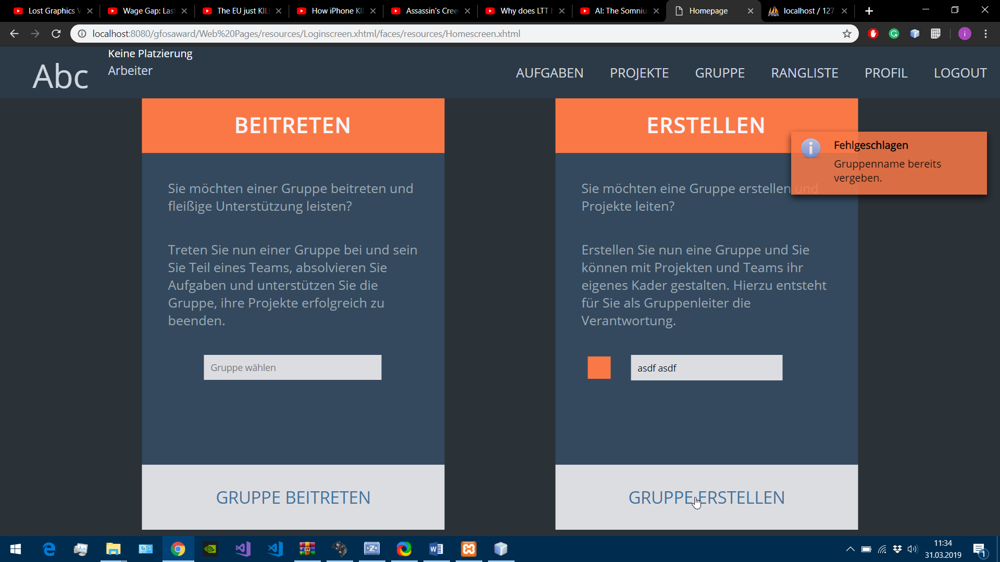 Lost Graphics V
Wage Gap: Las
The EU just KIL
How iPhone KI
Assassin's Cree
Why does LTT
AI: The Somniu
Homepage
localhost / 127.
localhost:8080/gfosaward/Web%20Pages/resources/Loginscreen.xhtml/faces/resources/Homescreen.xhtml
Abc
Keine Platzierung
Arbeiter
AUFGABEN
PROJEKTE
GRUPPE
RANGLISTE
PROFIL
LOGOUT
BEITRETEN
Sie möchten einer Gruppe beitreten und
fleißige Unterstützung leisten?
Treten Sie nun einer Gruppe bei und sein
Sie Teil eines Teams, absolvieren Sie
Aufgaben und unterstützen Sie die
Gruppe, ihre Projekte erfolgreich zu
beenden.
Gruppe wählen
GRUPPE BEITRETEN
ERSTELLEN
Sie möchten eine Gruppe erstellen und
Projekte leiten?
Erstellen Sie nun eine Gruppe und Sie
können mit Projekten und Teams ihr
eigenes Kader gestalten. Hierzu entsteht
für Sie als Gruppenleiter die
Verantwortung.
asdf asdf
GRUPPE ERSTELLEN
Fehlgeschlagen
Gruppenname bereits
vergeben.
11:34
31.03.2019
1